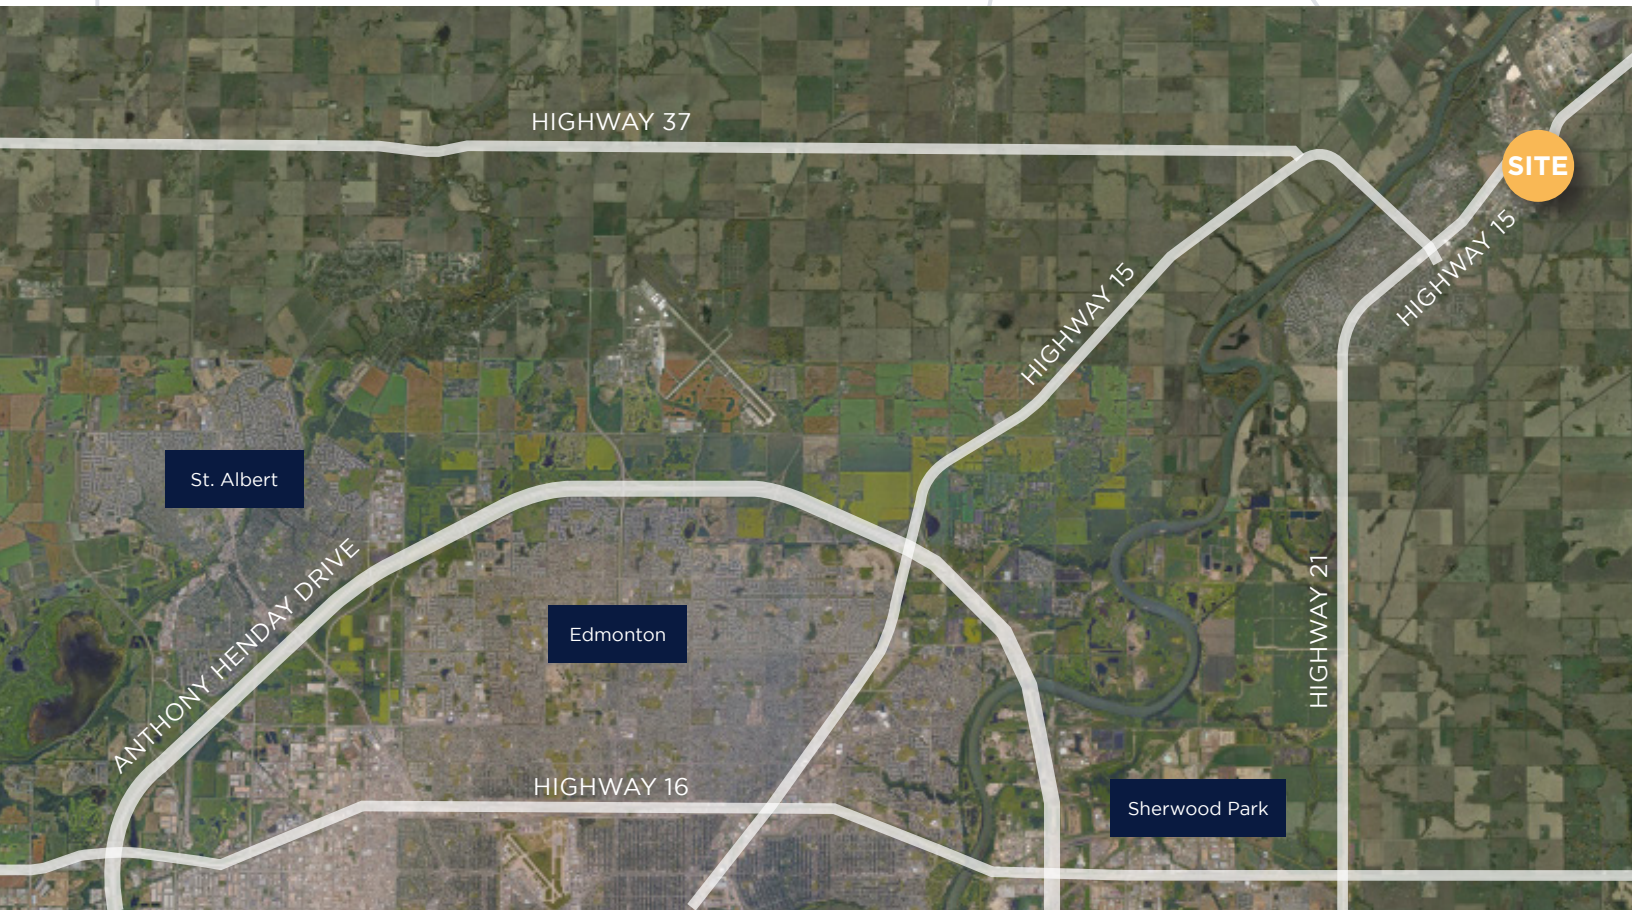 HIGHWAY 37
SITE
HIGHWAY 15
HIGHWAY 15
St. Albert
ANTHONY HENDAY DRIVE
Edmonton
HIGHWAY 21
HIGHWAY 16
Sherwood Park